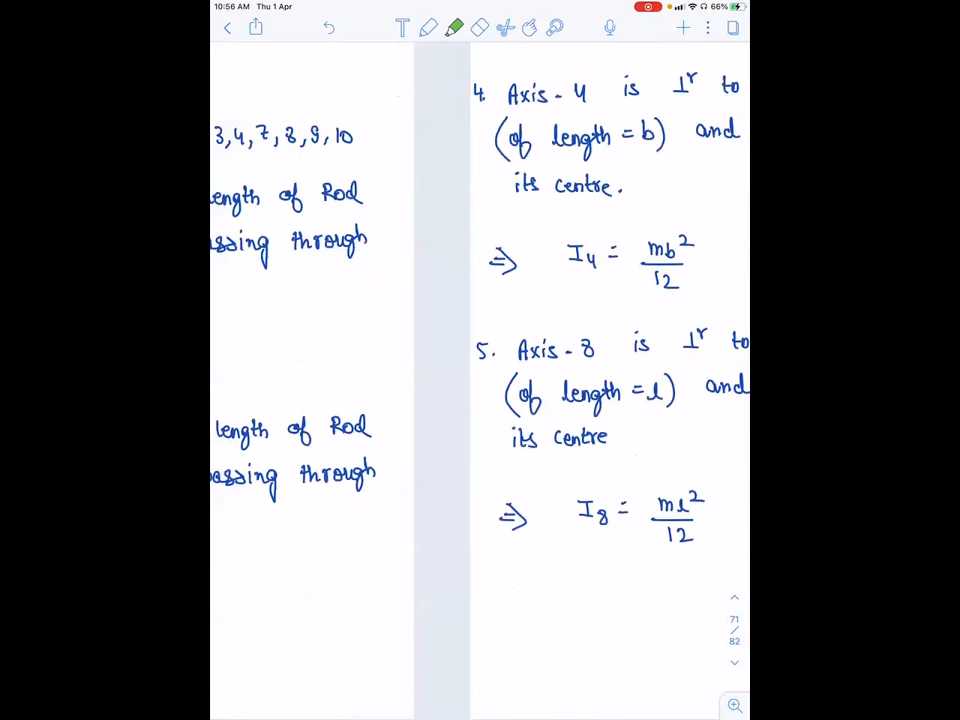 10:56 AM Thu 1 Apr
66%
3, 4, 7, 8, 9, 10
length of Rod
assing through
length of Rod
passing through
4. Axis - 4 is ⊥ʳ to
(of length = b) and
its centre.
⇒ I₄ = mb²/12
5. Axis - 8 is ⊥ʳ to
(of length = l) and
its centre
⇒ I₈ = ml²/12
71
/
82